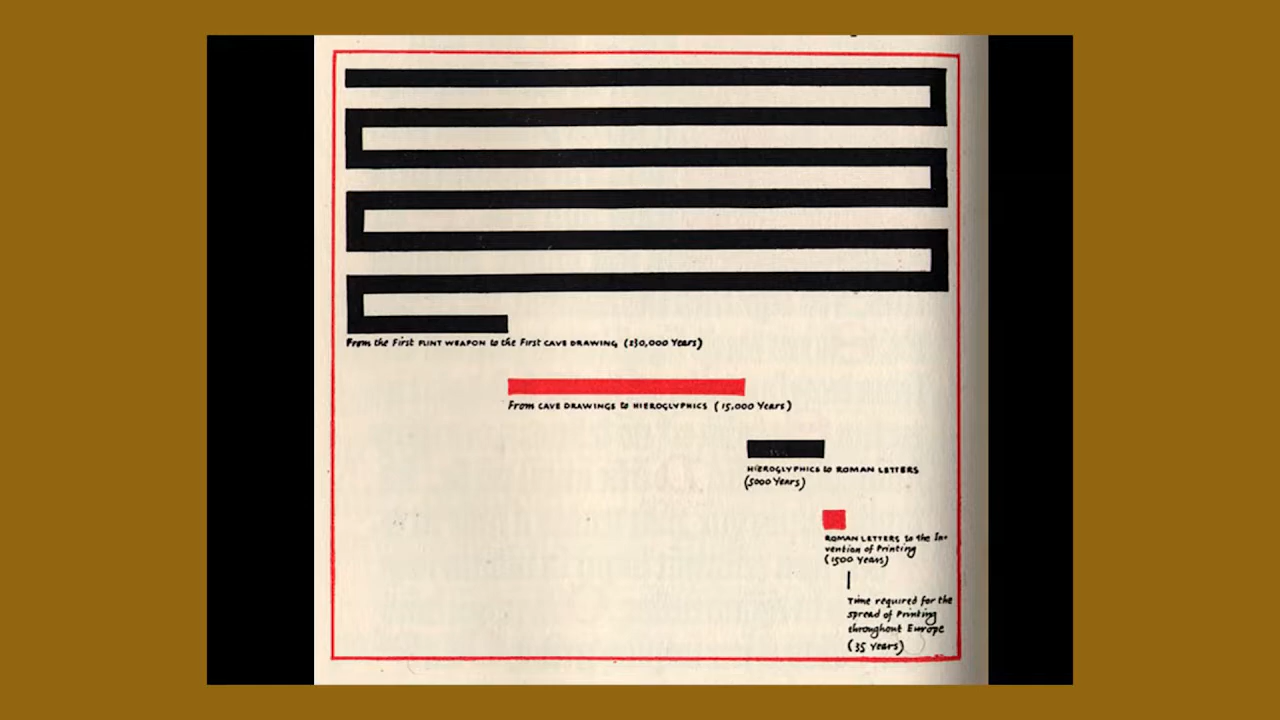 From the First FLINT WEAPON to the First CAVE DRAWING (230,000 Years)
From CAVE DRAWINGS to HIEROGLYPHICS (15,000 Years)
HIEROGLYPHICS to ROMAN LETTERS
(5000 Years)
ROMAN LETTERS to the In-
vention of Printing
(1500 Years)
Time required for the
spread of Printing
throughout Europe
(35 Years)